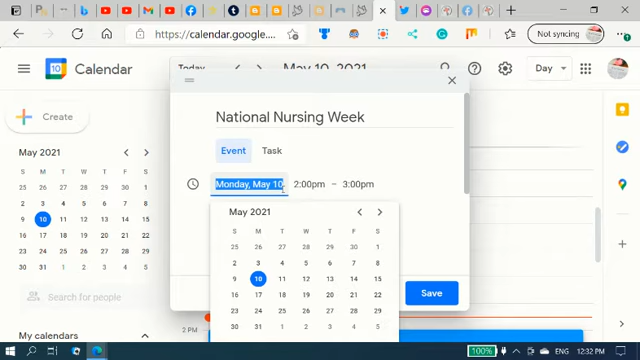 https://calendar.google....
Not syncing
10
Calendar
Today
May 10, 2021
Day
Create
National Nursing Week
Event
Task
Monday, May 10
2:00pm – 3:00pm
May 2021
S M T W T F S
25 26 27 28 29 30 1
2 3 4 5 6 7 8
9 10 11 12 13 14 15
16 17 18 19 20 21 22
23 24 25 26 27 28 29
30 31 1 2 3 4 5
May 2021
S M T W T F S
25 26 27 28 29 30 1
2 3 4 5 6 7 8
9 10 11 12 13 14 15
16 17 18 19 20 21 22
23 24 25 26 27 28 29
30 31 1 2 3 4 5
Save
Search for people
My calendars
2 PM
100%
ENG
12:32 PM